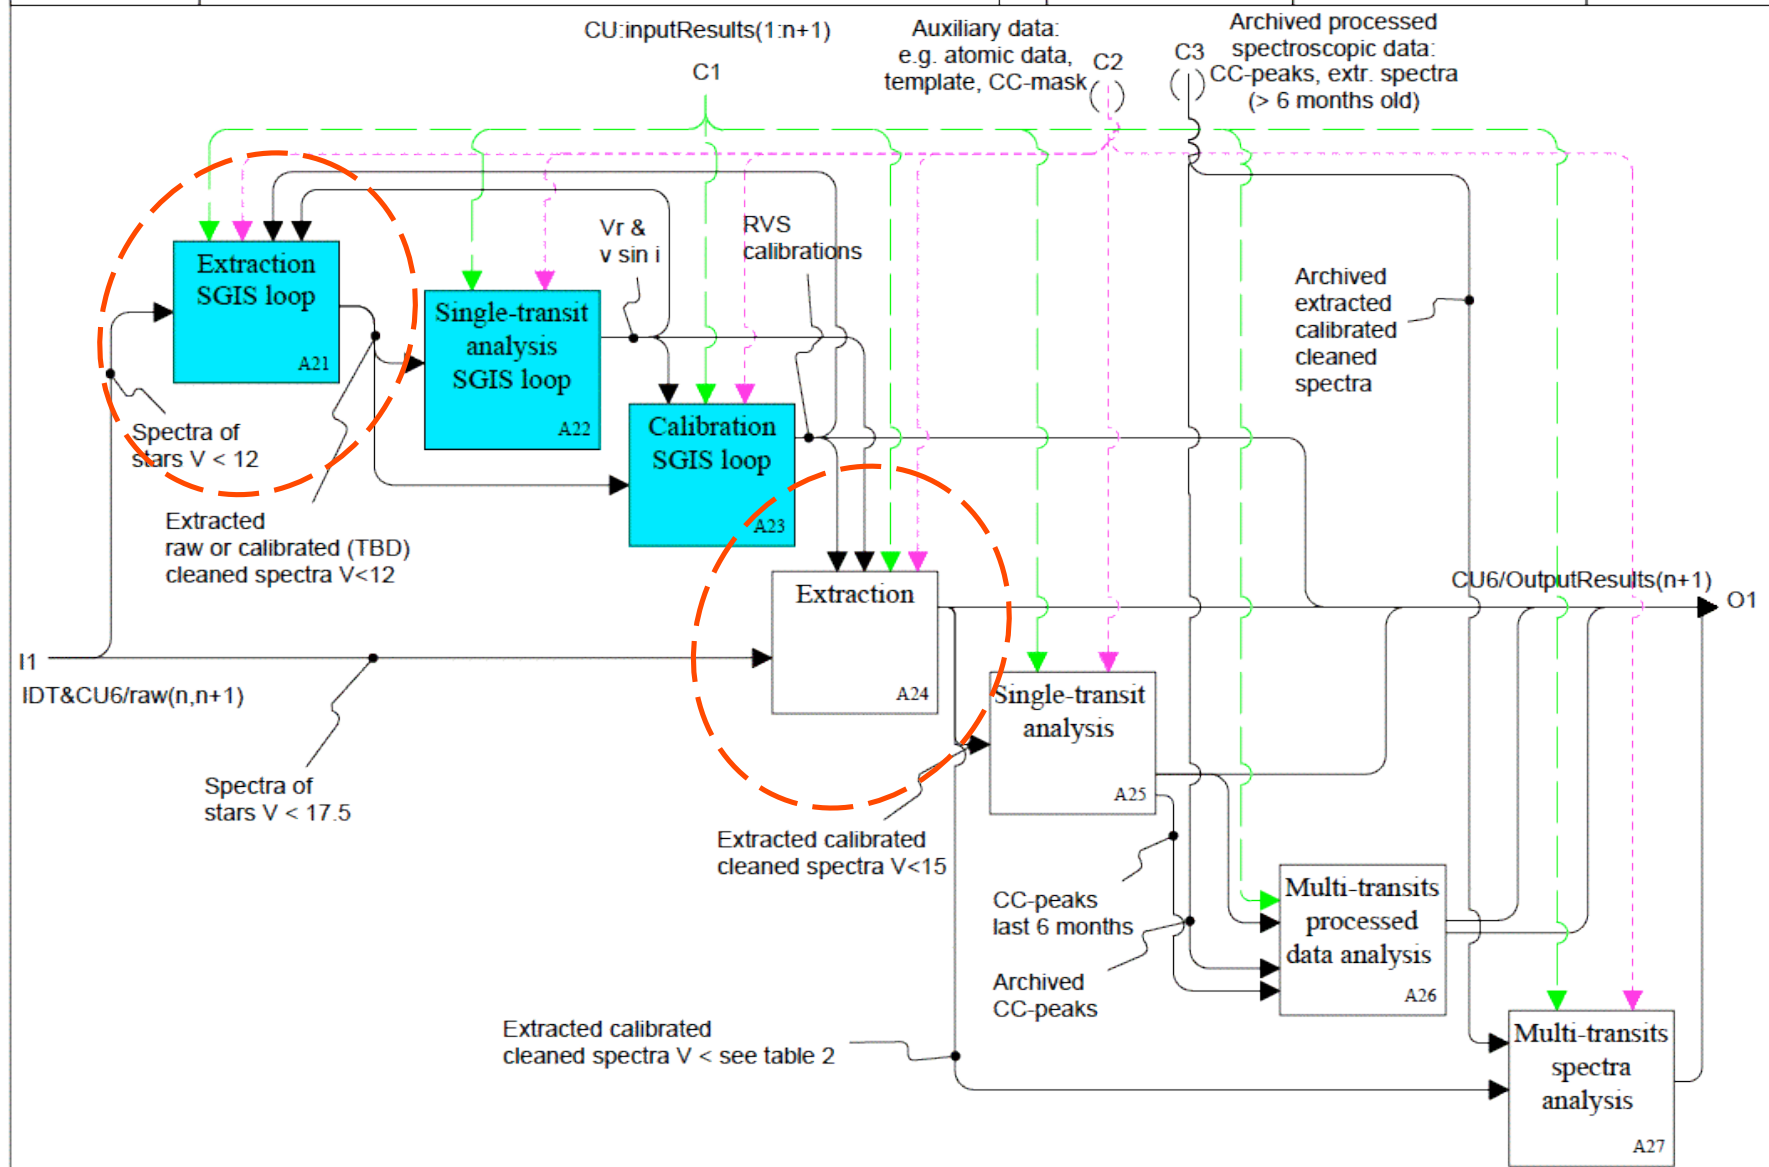 CU:inputResults(1:n+1)
C1
Auxiliary data:
e.g. atomic data,
template, CC-mask
C2
C3
Archived processed
spectroscopic data:
CC-peaks, extr. spectra
(> 6 months old)
Extraction
SGIS loop
A21
Single-transit
analysis
SGIS loop
A22
Vr &
v sin i
RVS
calibrations
Calibration
SGIS loop
A23
Archived
extracted
calibrated
cleaned
spectra
Spectra of
stars V < 12
Extracted
raw or calibrated (TBD)
cleaned spectra V<12
Extraction
A24
CU6/OutputResults(n+1)
O1
I1
IDT&CU6/raw(n,n+1)
Spectra of
stars V < 17.5
Single-transit
analysis
A25
Extracted calibrated
cleaned spectra V<15
CC-peaks
last 6 months
Archived
CC-peaks
Multi-transits
processed
data analysis
A26
Extracted calibrated
cleaned spectra V < see table 2
Multi-transits
spectra
analysis
A27